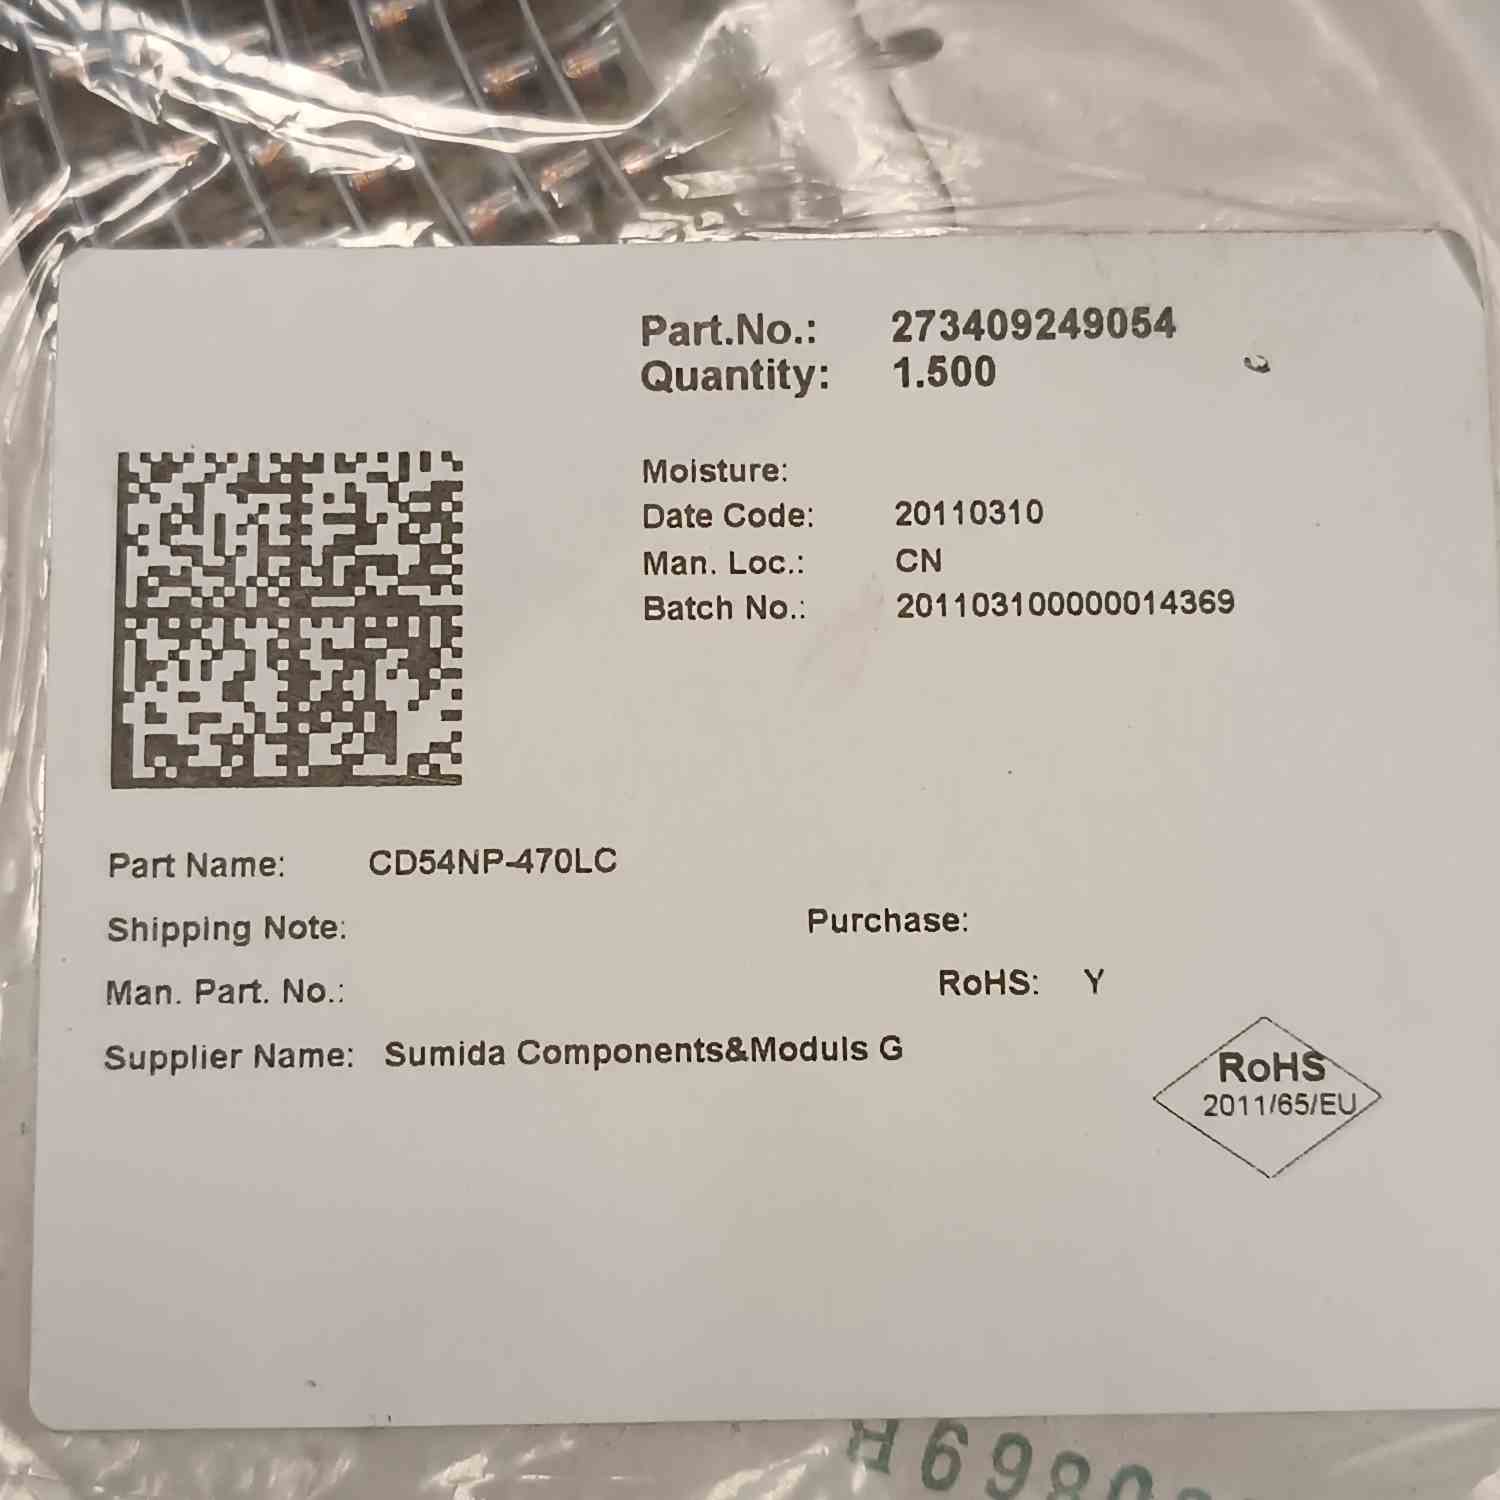 Part.No.: 273409249054
Quantity: 1.500
Moisture:
Date Code: 20110310
Man. Loc.: CN
Batch No.: 201103100000014369
Part Name: CD54NP-470LC
Shipping Note:
Purchase:
Man. Part. No.:
RoHS: Y
Supplier Name: Sumida Components&Moduls G
RoHS
2011/65/EU